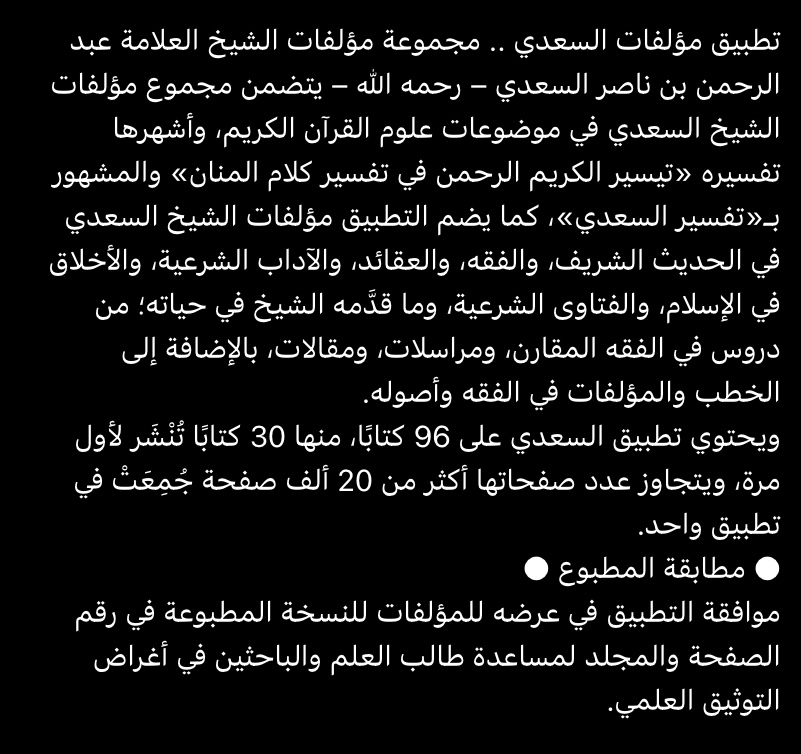 تطبيق مؤلفات السعدي .. مجموعة مؤلفات الشيخ العلامة عبد
الرحمن بن ناصر السعدي – رحمه الله – يتضمن مجموع مؤلفات
الشيخ السعدي في موضوعات علوم القرآن الكريم، وأشهرها
تفسيره «تيسير الكريم الرحمن في تفسير كلام المنان» والمشهور
بـ«تفسير السعدي»، كما يضم التطبيق مؤلفات الشيخ السعدي
في الحديث الشريف، والفقه، والعقائد، والآداب الشرعية، والأخلاق
في الإسلام، والفتاوى الشرعية، وما قدَّمه الشيخ في حياته؛ من
دروس في الفقه المقارن، ومراسلات، ومقالات، بالإضافة إلى
الخطب والمؤلفات في الفقه وأصوله.
ويحتوي تطبيق السعدي على 96 كتابًا، منها 30 كتابًا تُنْشَر لأول
مرة، ويتجاوز عدد صفحاتها أكثر من 20 ألف صفحة جُمِعَتْ في
تطبيق واحد.
● مطابقة المطبوع ●
موافقة التطبيق في عرضه للمؤلفات للنسخة المطبوعة في رقم
الصفحة والمجلد لمساعدة طالب العلم والباحثين في أغراض
التوثيق العلمي.